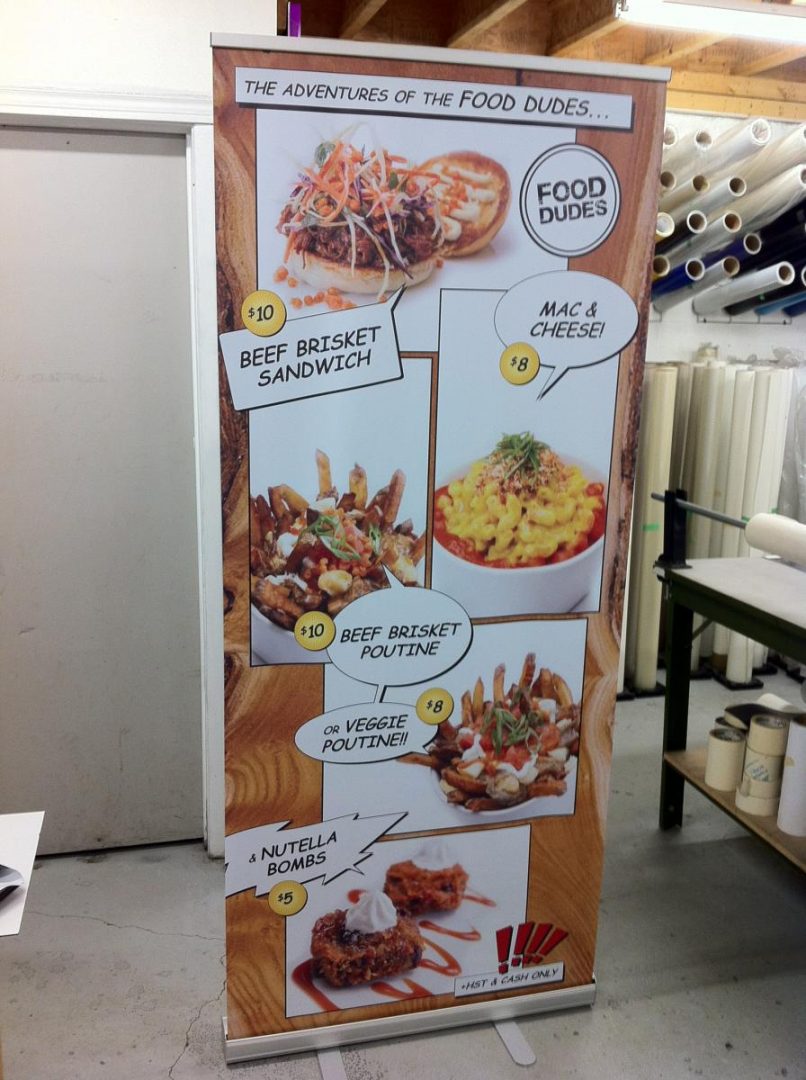 THE ADVENTURES OF THE FOOD DUDES...
FOOD
DUDES
$10
BEEF BRISKET
SANDWICH
MAC &
CHEESE!
$8
$10
BEEF BRISKET
POUTINE
$8
OR VEGGIE
POUTINE!!
& NUTELLA
BOMBS
$5
!!!!
+HST & CASH ONLY